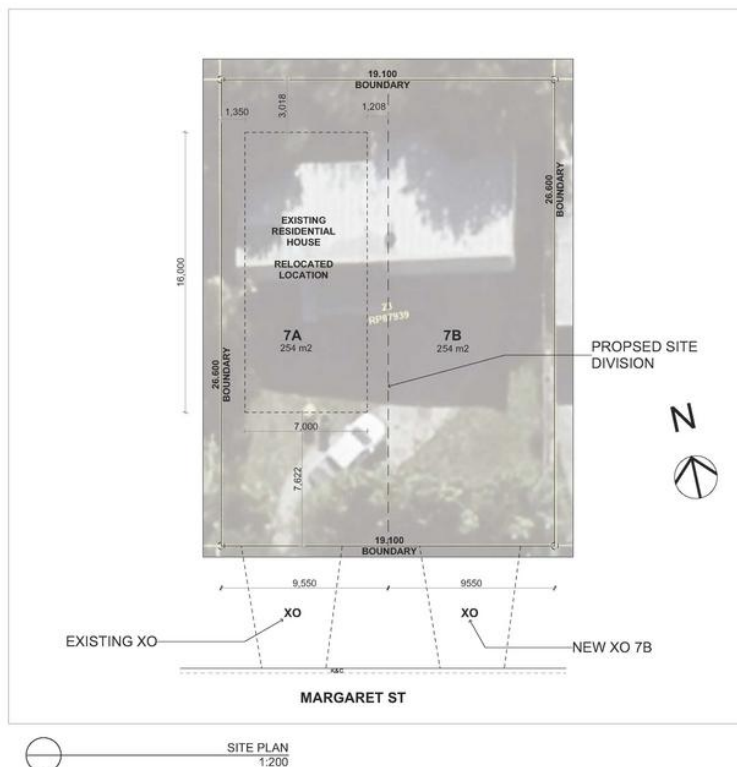 19.100
BOUNDARY
1,350
3,018
1,208
26.600
BOUNDARY
16,000
EXISTING
RESIDENTIAL
HOUSE
RELOCATED
LOCATION
23
RP87939
7A
254 m2
7B
254 m2
PROPSED SITE
DIVISION
26.600
BOUNDARY
7,000
7,622
N
19.100
BOUNDARY
9,550
9550
XO
XO
EXISTING XO
NEW XO 7B
K&C
MARGARET ST
SITE PLAN
1:200